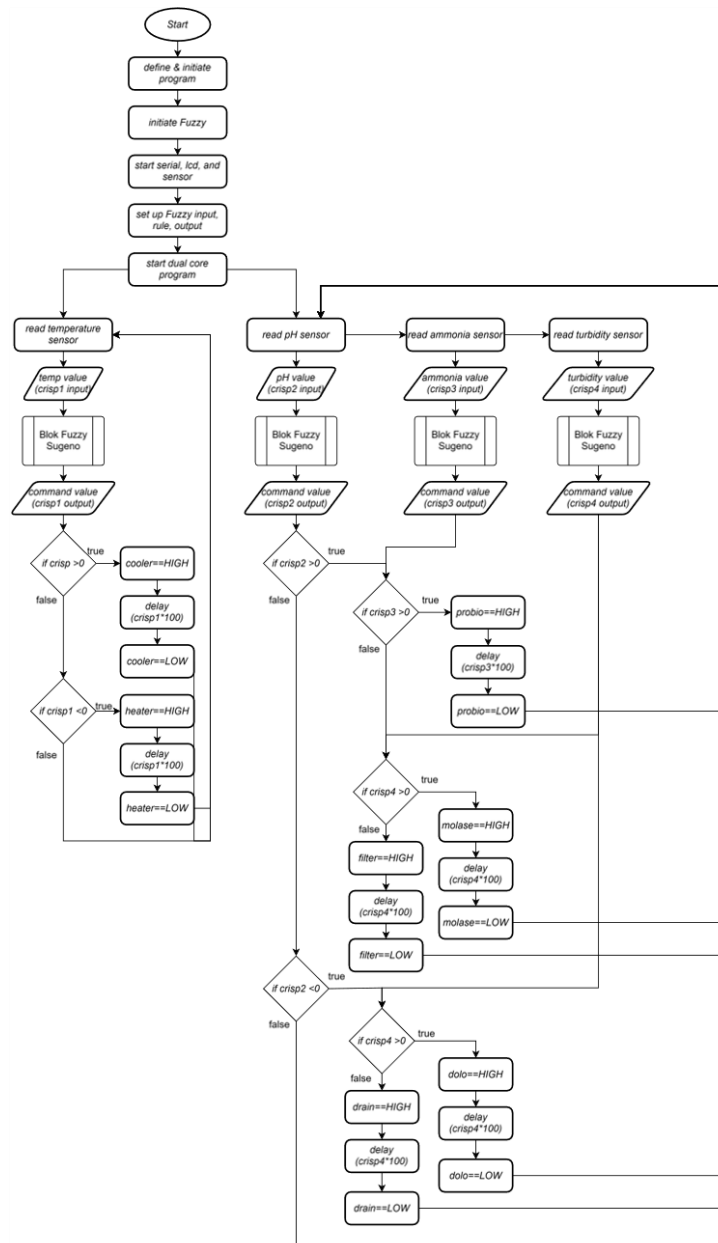 Start
define & initiate
program
initiate Fuzzy
start serial, lcd, and
sensor
set up Fuzzy input,
rule, output
start dual core
program
read temperature
sensor
temp value
(crisp1 input)
Blok Fuzzy
Sugeno
command value
(crisp1 output)
if crisp >0
true
false
cooler==HIGH
delay
(crisp1*100)
cooler==LOW
if crisp1 <0
true
false
heater==HIGH
delay
(crisp1*100)
heater==LOW
read pH sensor
pH value
(crisp2 input)
Blok Fuzzy
Sugeno
command value
(crisp2 output)
if crisp2 >0
true
false
read ammonia sensor
ammonia value
(crisp3 input)
Blok Fuzzy
Sugeno
command value
(crisp3 output)
read turbidity sensor
turbidity value
(crisp4 input)
Blok Fuzzy
Sugeno
command value
(crisp4 output)
if crisp3 >0
true
false
probio==HIGH
delay
(crisp3*100)
probio==LOW
if crisp4 >0
true
false
molase==HIGH
delay
(crisp4*100)
molase==LOW
filter==HIGH
delay
(crisp4*100)
filter==LOW
if crisp2 <0
true
false
if crisp4 >0
true
false
dolo==HIGH
delay
(crisp4*100)
dolo==LOW
drain==HIGH
delay
(crisp4*100)
drain==LOW